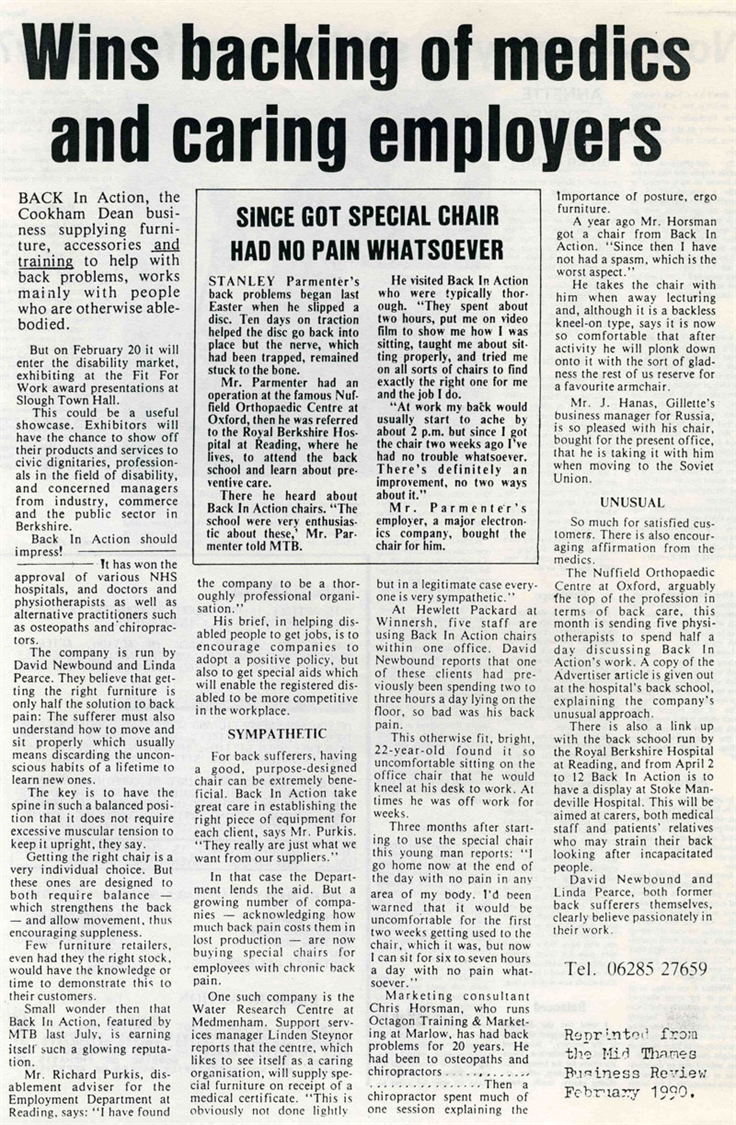 Wins backing of medics
and caring employers
BACK In Action, the
Cookham Dean busi-
ness supplying furni-
ture, accessories and
training to help with
back problems, works
mainly with people
who are otherwise able-
bodied.
But on February 20 it will
enter the disability market,
exhibiting at the Fit For
Work award presentations at
Slough Town Hall.
This could be a useful
showcase. Exhibitors will
have the chance to show off
their products and services to
civic dignitaries, profession-
als in the field of disability,
and concerned managers
from industry, commerce
and the public sector in
Berkshire.
Back In Action should
impress!
It has won the
approval of various NHS
hospitals, and doctors and
physiotherapists as well as
alternative practitioners such
as osteopaths and chiroprac-
tors.
The company is run by
David Newbound and Linda
Pearce. They believe that get-
ting the right furniture is
only half the solution to back
pain: The sufferer must also
understand how to move and
sit properly which usually
means discarding the uncon-
scious habits of a lifetime to
learn new ones.
The key is to have the
spine in such a balanced posi-
tion that it does not require
excessive muscular tension to
keep it upright, they say.
Getting the right chair is a
very individual choice. But
these ones are designed to
both require balance —
which strengthens the back
— and allow movement, thus
encouraging suppleness.
Few furniture retailers,
even had they the right stock,
would have the knowledge or
time to demonstrate this to
their customers.
Small wonder then that
Back In Action, featured by
MTB last July, is earning
itself such a glowing reputa-
tion.
Mr. Richard Purkis, dis-
ablement adviser for the
Employment Department at
Reading, says: "I have found
SINCE GOT SPECIAL CHAIR
HAD NO PAIN WHATSOEVER
STANLEY Parmenter's
back problems began last
Easter when he slipped a
disc. Ten days on traction
helped the disc go back into
place but the nerve, which
had been trapped, remained
stuck to the bone.
Mr. Parmenter had an
operation at the famous Nuf-
field Orthopaedic Centre at
Oxford, then he was referred
to the Royal Berkshire Hos-
pital at Reading, where he
lives, to attend the back
school and learn about pre-
ventive care.
There he heard about
Back In Action chairs. "The
school were very enthusias-
tic about these,' Mr. Par-
menter told MTB.
He visited Back In Action
who were typically thor-
ough. "They spent about
two hours, put me on video
film to show me how I was
sitting, taught me about sit-
ting properly, and tried me
on all sorts of chairs to find
exactly the right one for me
and the job I do.
"At work my back would
usually start to ache by
about 2 p.m. but since I got
the chair two weeks ago I've
had no trouble whatsoever.
There's definitely an
improvement, no two ways
about it."
Mr. Parmenter's
employer, a major electron-
ics company, bought the
chair for him.
the company to be a thor-
oughly professional organi-
sation."
His brief, in helping dis-
abled people to get jobs, is to
encourage companies to
adopt a positive policy, but
also to get special aids which
will enable the registered dis-
abled to be more competitive
in the workplace.
SYMPATHETIC
For back sufferers, having
a good, purpose-designed
chair can be extremely bene-
ficial. Back In Action take
great care in establishing the
right piece of equipment for
each client, says Mr. Purkis.
"They really are just what we
want from our suppliers."
In that case the Depart-
ment lends the aid. But a
growing number of compa-
nies — acknowledging how
much back pain costs them in
lost production — are now
buying special chairs for
employees with chronic back
pain.
One such company is the
Water Research Centre at
Medmenham. Support serv-
ices manager Linden Steynor
reports that the centre, which
likes to see itself as a caring
organisation, will supply spe-
cial furniture on receipt of a
medical certificate. "This is
obviously not done lightly
but in a legitimate case every-
one is very sympathetic."
At Hewlett Packard at
Winnersh, five staff are
using Back In Action chairs
within one office. David
Newbound reports that one
of these clients had pre-
viously been spending two to
three hours a day lying on the
floor, so bad was his back
pain.
This otherwise fit, bright,
22-year-old found it so
uncomfortable sitting on the
office chair that he would
kneel at his desk to work. At
times he was off work for
weeks.
Three months after start-
ing to use the special chair
this young man reports: "I
go home now at the end of
the day with no pain in any
area of my body. I'd been
warned that it would be
uncomfortable for the first
two weeks getting used to the
chair, which it was, but now
I can sit for six to seven hours
a day with no pain what-
soever."
Marketing consultant
Chris Horsman, who runs
Octagon Training & Market-
ing at Marlow, has had back
problems for 20 years. He
had been to osteopaths and
chiropractors . . . . . . . . . .
. . . . . . . . . . . . . . . . Then a
chiropractor spent much of
one session explaining the
importance of posture, ergo
furniture.
A year ago Mr. Horsman
got a chair from Back In
Action. "Since then I have
not had a spasm, which is the
worst aspect."
He takes the chair with
him when away lecturing
and, although it is a backless
kneel-on type, says it is now
so comfortable that after
activity he will plonk down
onto it with the sort of glad-
ness the rest of us reserve for
a favourite armchair.
Mr. J. Hanas, Gillette's
business manager for Russia,
is so pleased with his chair,
bought for the present office,
that he is taking it with him
when moving to the Soviet
Union.
UNUSUAL
So much for satisfied cus-
tomers. There is also encour-
aging affirmation from the
medics.
The Nuffield Orthopaedic
Centre at Oxford, arguably
the top of the profession in
terms of back care, this
month is sending five physi-
otherapists to spend half a
day discussing Back In
Action's work. A copy of the
Advertiser article is given out
at the hospital's back school,
explaining the company's
unusual approach.
There is also a link up
with the back school run by
the Royal Berkshire Hospital
at Reading, and from April 2
to 12 Back In Action is to
have a display at Stoke Man-
deville Hospital. This will be
aimed at carers, both medical
staff and patients' relatives
who may strain their back
looking after incapacitated
people.
David Newbound and
Linda Pearce, both former
back sufferers themselves,
clearly believe passionately in
their work.
Tel. 06285 27659
Reprinted from
the Mid Thames
Business Review
February 1990.